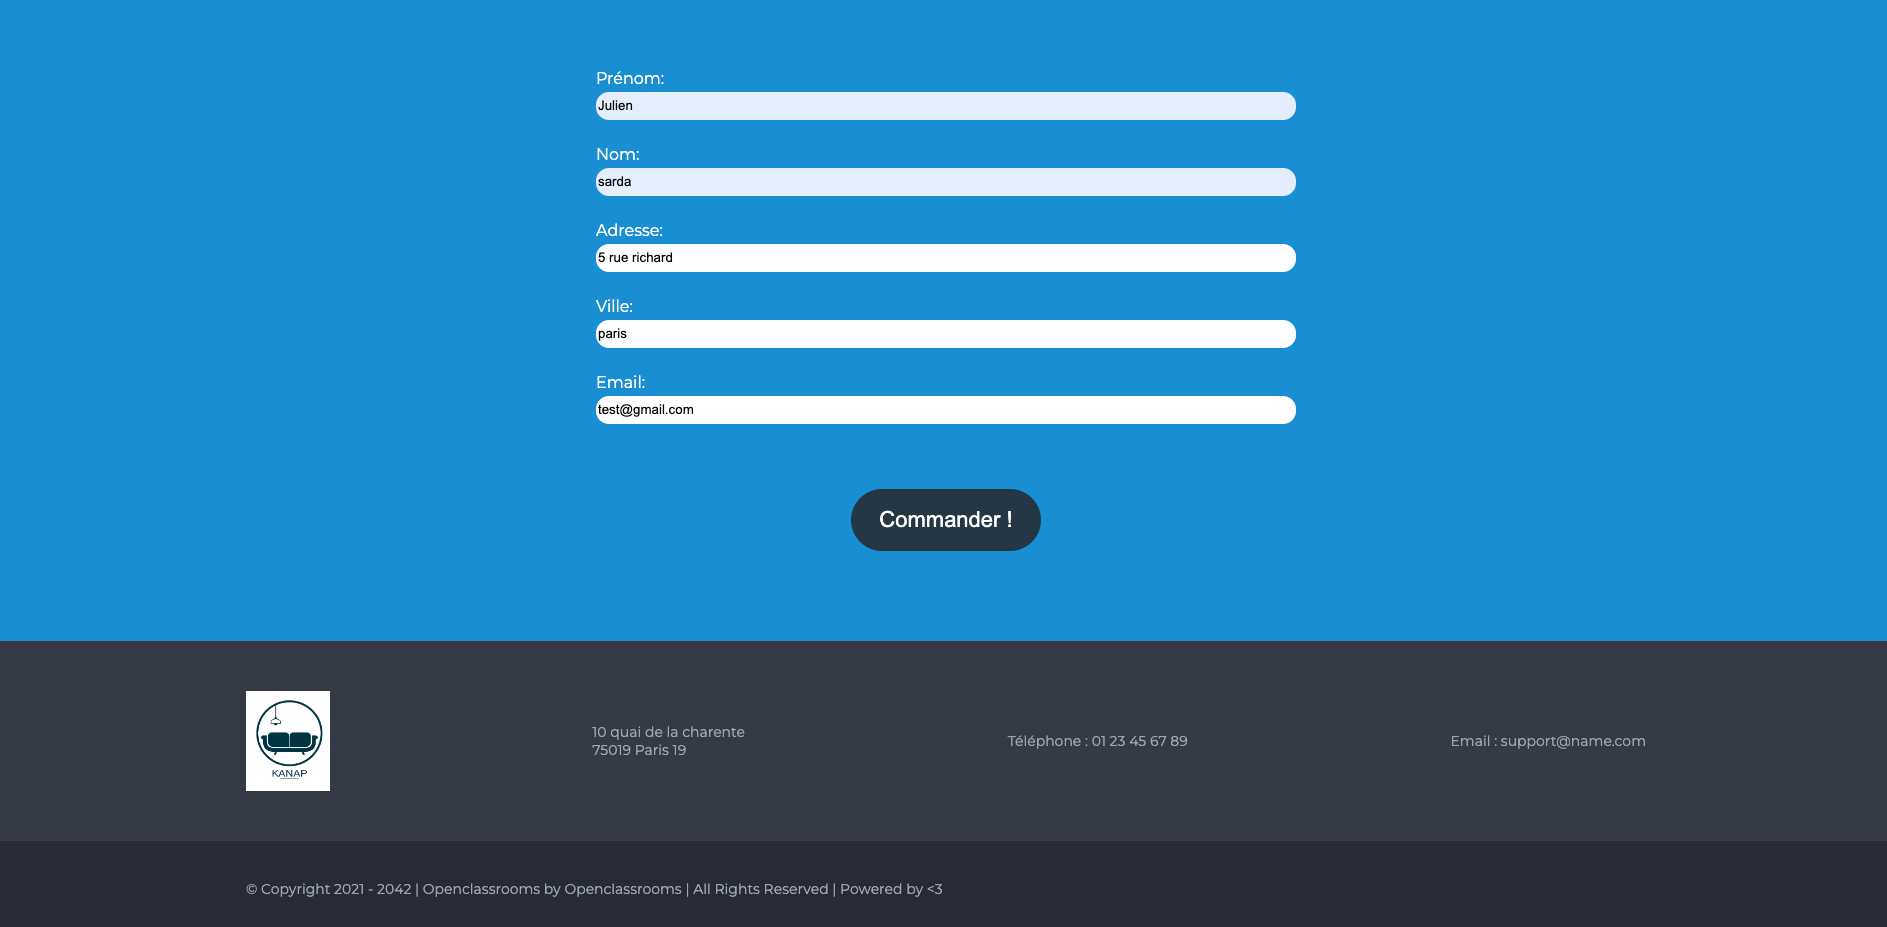 Prénom:
Julien
Nom:
sarda
Adresse:
5 rue richard
Ville:
paris
Email:
test@gmail.com
Commander !
KANAP
10 quai de la charente
75019 Paris 19
Téléphone : 01 23 45 67 89
Email : support@name.com
© Copyright 2021 - 2042 | Openclassrooms by Openclassrooms | All Rights Reserved | Powered by <3